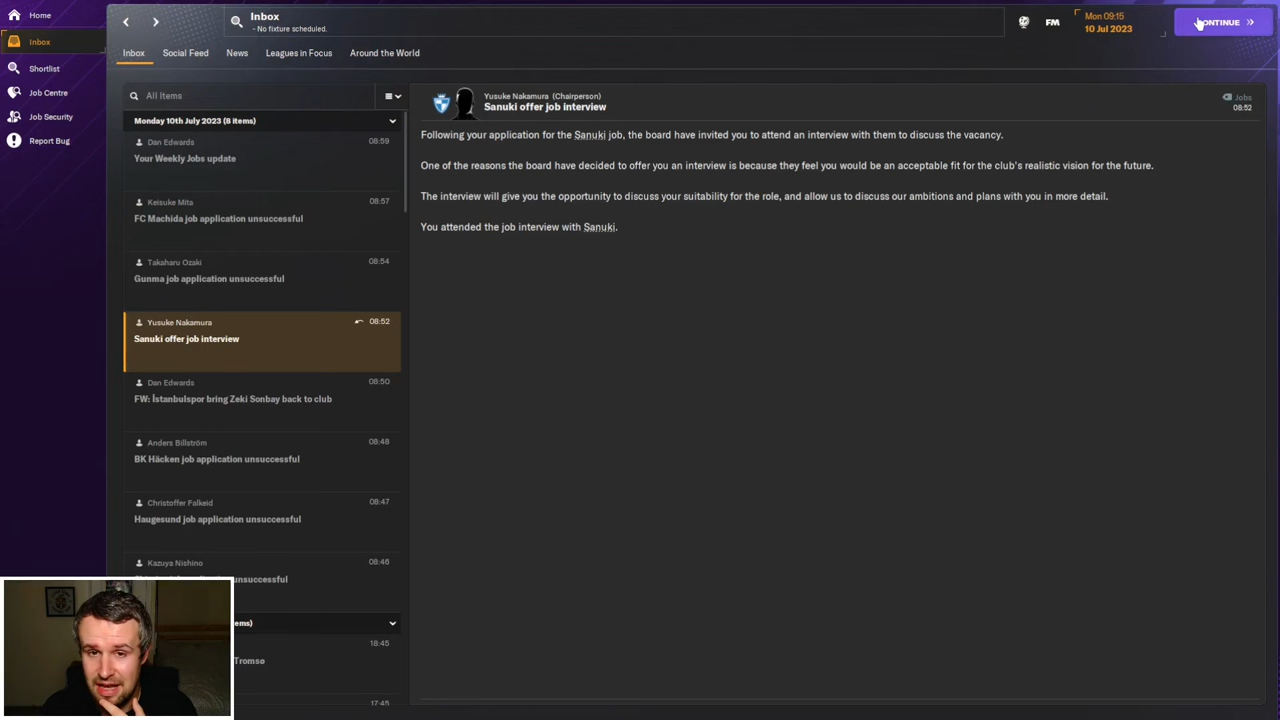 Home
Inbox
Shortlist
Job Centre
Job Security
Report Bug
Inbox
- No fixture scheduled.
FM
Mon 09:15
10 Jul 2023
CONTINUE
Inbox
Social Feed
News
Leagues in Focus
Around the World
All Items
Monday 10th July 2023 (8 items)
Dan Edwards
08:59
Your Weekly Jobs update
Keisuke Mita
08:57
FC Machida job application unsuccessful
Takaharu Ozaki
08:54
Gunma job application unsuccessful
Yusuke Nakamura
08:52
Sanuki offer job interview
Dan Edwards
08:50
FW: İstanbulspor bring Zeki Sonbay back to club
Anders Billström
08:48
BK Häcken job application unsuccessful
Christoffer Falkeid
08:47
Haugesund job application unsuccessful
Kazuya Nishino
08:46
unsuccessful
ems)
18:45
Tromsø
17:45
Yusuke Nakamura (Chairperson)
Sanuki offer job interview
Jobs
08:52
Following your application for the Sanuki job, the board have invited you to attend an interview with them to discuss the vacancy.
One of the reasons the board have decided to offer you an interview is because they feel you would be an acceptable fit for the club's realistic vision for the future.
The interview will give you the opportunity to discuss your suitability for the role, and allow us to discuss our ambitions and plans with you in more detail.
You attended the job interview with Sanuki.